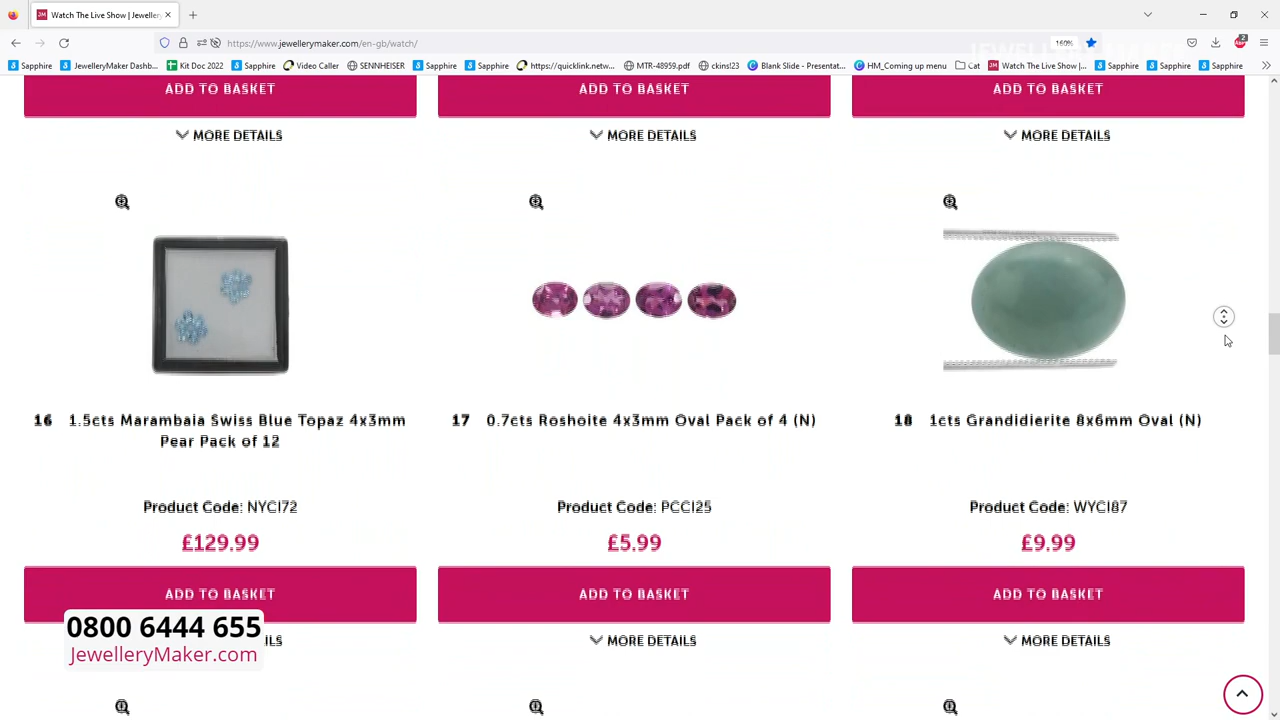 Watch The Live Show | Jeweller
https://www.jewellerymaker.com
gb/watch/
160%
2
Sapphire
JewelleryMaker Dashb...
Kit Doc 2022
Sapphire
Video Caller
SENNHEISER
Sapphire
Sapphire
https://quicklink.netw...
MTR-48959.pdf
ckins!23
Blank Slide - Presentat...
HM_Coming up menu
Cat
Watch The Live Show |...
Sapphire
Sapphire
Sapphire
ADD TO BASKET
ADD TO BASKET
ADD TO BASKET
MORE DETAILS
MORE DETAILS
MORE DETAILS
16 1.5cts Marambaia Swiss Blue Topaz 4x3mm
Pear Pack of 12
17 0.7cts Roshoite 4x3mm Oval Pack of 4 (N)
18 1cts Grandidierite 8x6mm Oval (N)
Product Code: NYCI72
Product Code: PCCI25
Product Code: WYCI87
£129.99
£5.99
£9.99
ADD TO BASKET
ADD TO BASKET
ADD TO BASKET
0800 6444 655
JewelleryMaker.com
ILS
MORE DETAILS
MORE DETAILS